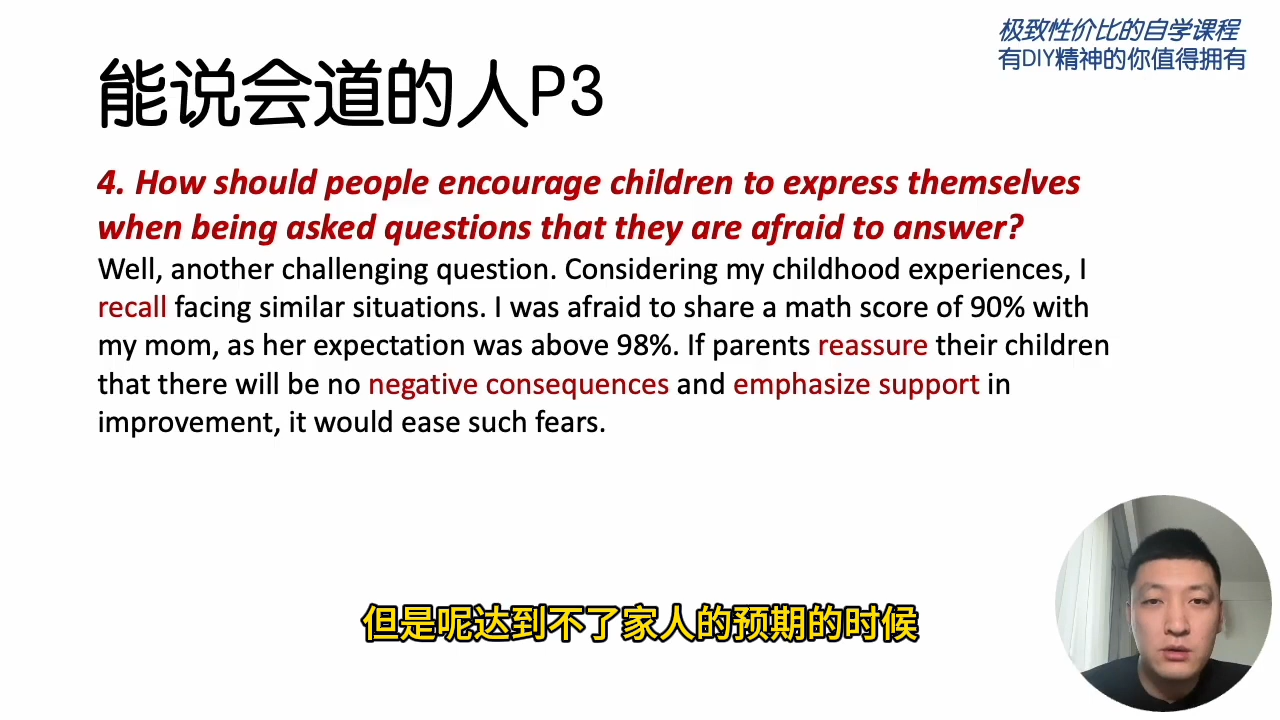 极致性价比的自学课程
有DIY精神的你值得拥有
能说会道的人P3
4. How should people encourage children to express themselves
when being asked questions that they are afraid to answer?
Well, another challenging question. Considering my childhood experiences, I
recall facing similar situations. I was afraid to share a math score of 90% with
my mom, as her expectation was above 98%. If parents reassure their children
that there will be no negative consequences and emphasize support in
improvement, it would ease such fears.
但是呢达到不了家人的预期的时候